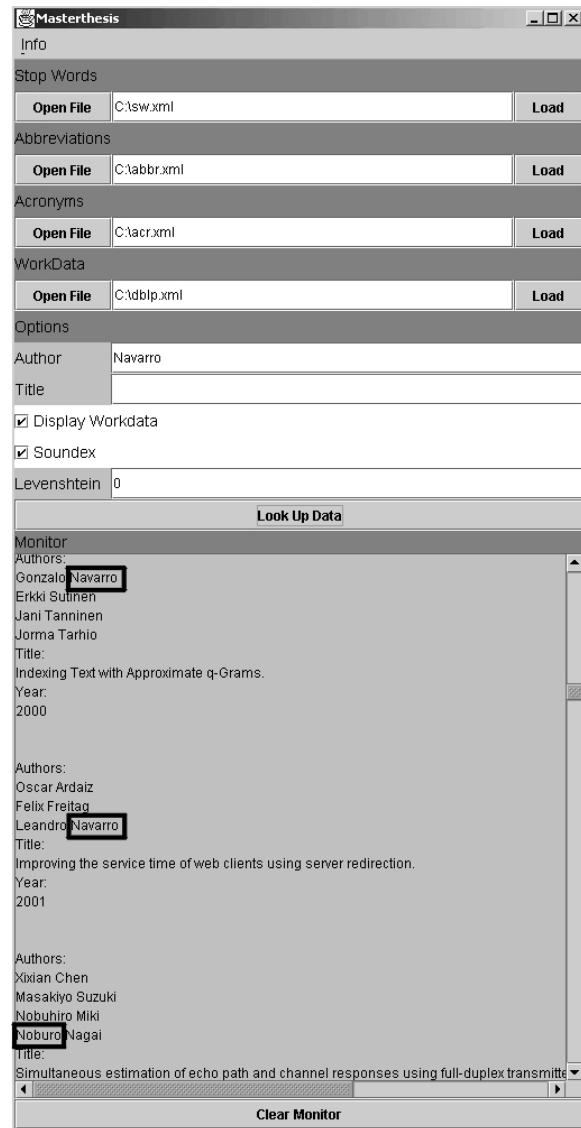 Masterthesis
Info
Stop Words
Open File C:\sw.xml Load
Abbreviations
Open File C:\abbr.xml Load
Acronyms
Open File C:\acr.xml Load
WorkData
Open File C:\dblp.xml Load
Options
Author Navarro
Title
Display Workdata
Soundex
Levenshtein 0
Look Up Data
Monitor
Authors:
Gonzalo Navarro
Erkki Sutinen
Jani Tanninen
Jorma Tarhio
Title:
Indexing Text with Approximate q-Grams.
Year:
2000
Authors:
Oscar Ardaiz
Felix Freitag
Leandro Navarro
Title:
Improving the service time of web clients using server redirection.
Year:
2001
Authors:
Xixian Chen
Masakiyo Suzuki
Nobuhiro Miki
Noburo Nagai
Title:
Simultaneous estimation of echo path and channel responses using full-duplex transmitte
Clear Monitor